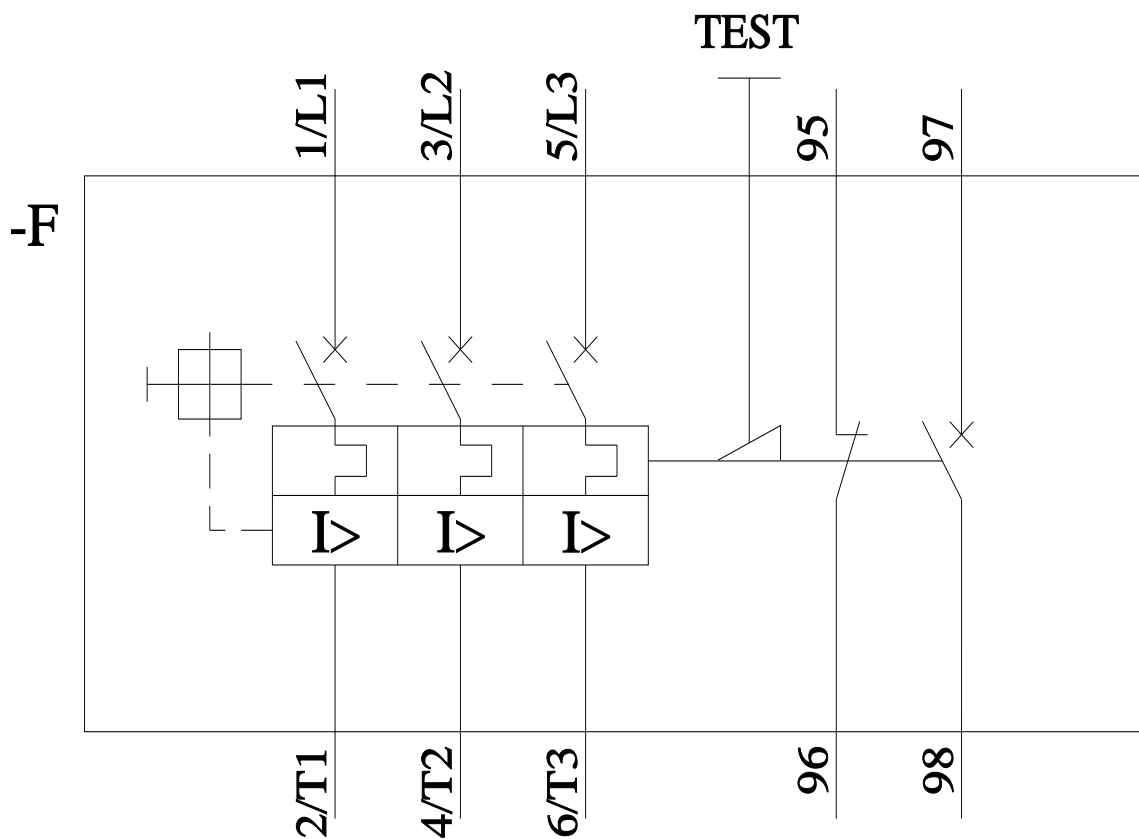 TEST
1/L1
3/L2
5/L3
95
97
-F
I>
I>
I>
2/T1
4/T2
6/T3
96
98